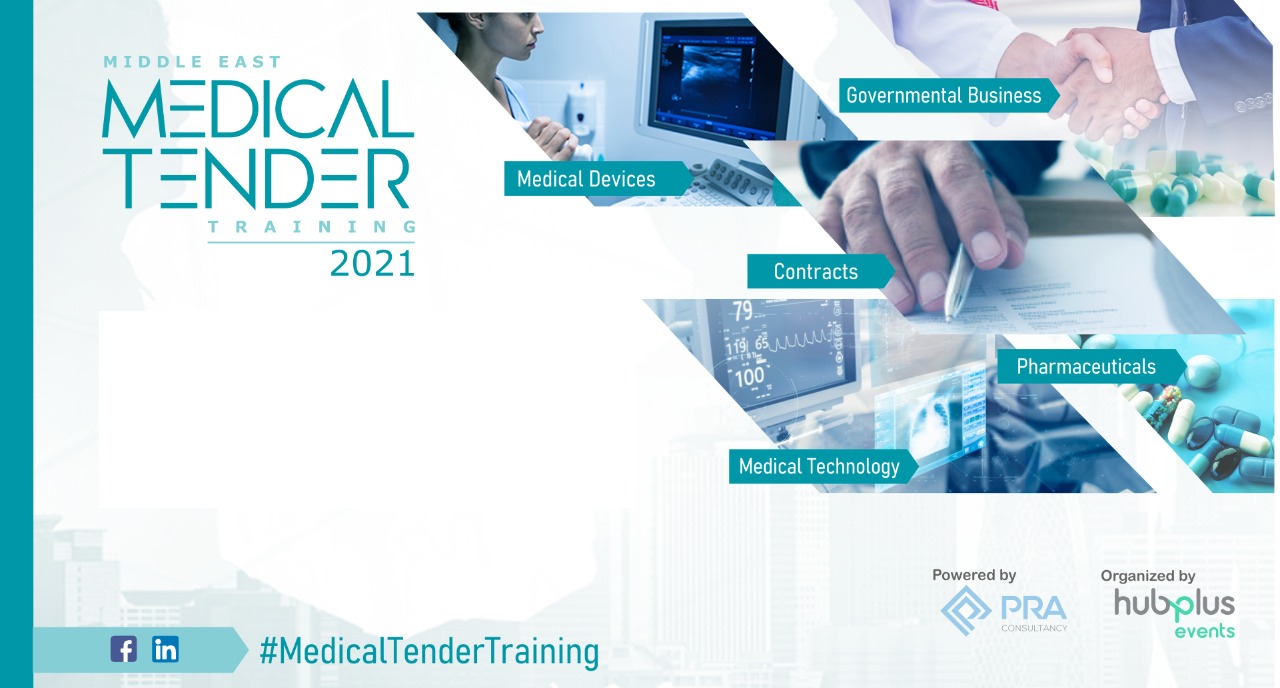 MIDDLE EAST
MEDICAL
TENDER
TRAINING
2021
Governmental Business
Medical Devices
Contracts
79
119 65
100
Pharmaceuticals
Medical Technology
Powered by
PRA
CONSULTANCY
Organized by
hubplus
events
f in
#MedicalTenderTraining